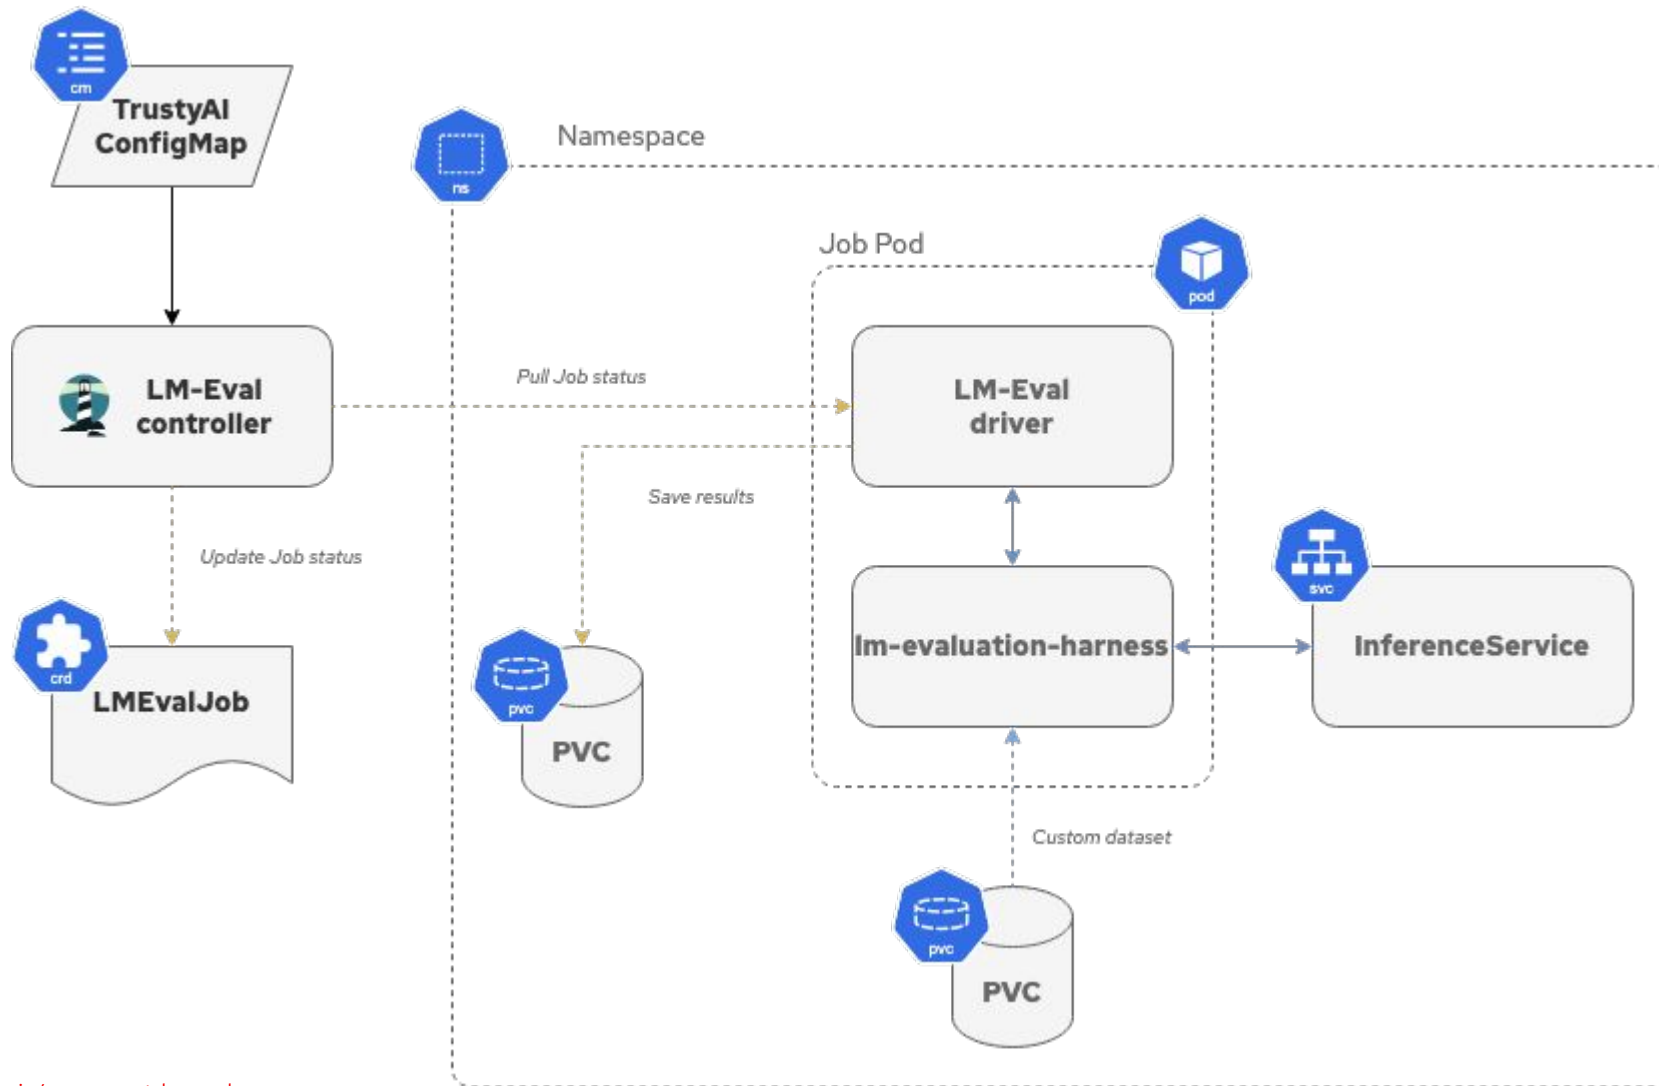 cm
TrustyAI
ConfigMap
Namespace
ns
Job Pod
pod
LM-Eval
controller
Pull Job status
LM-Eval
driver
Save results
Update Job status
svc
crd
LMEvalJob
pvc
PVC
lm-evaluation-harness
InferenceService
Custom dataset
pvc
PVC